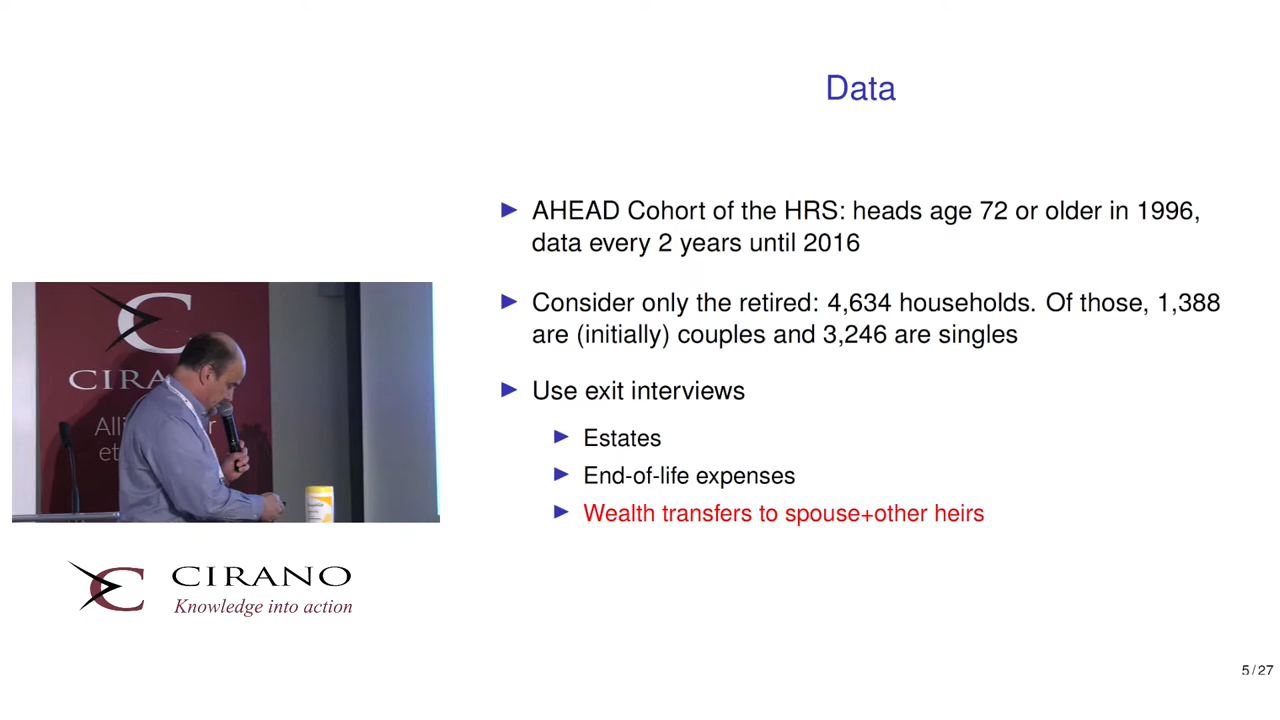 Data
▶ AHEAD Cohort of the HRS: heads age 72 or older in 1996,
data every 2 years until 2016
▶ Consider only the retired: 4,634 households. Of those, 1,388
are (initially) couples and 3,246 are singles
▶ Use exit interviews
▶ Estates
▶ End-of-life expenses
▶ Wealth transfers to spouse+other heirs
CIRANO
Knowledge into action
5 / 27